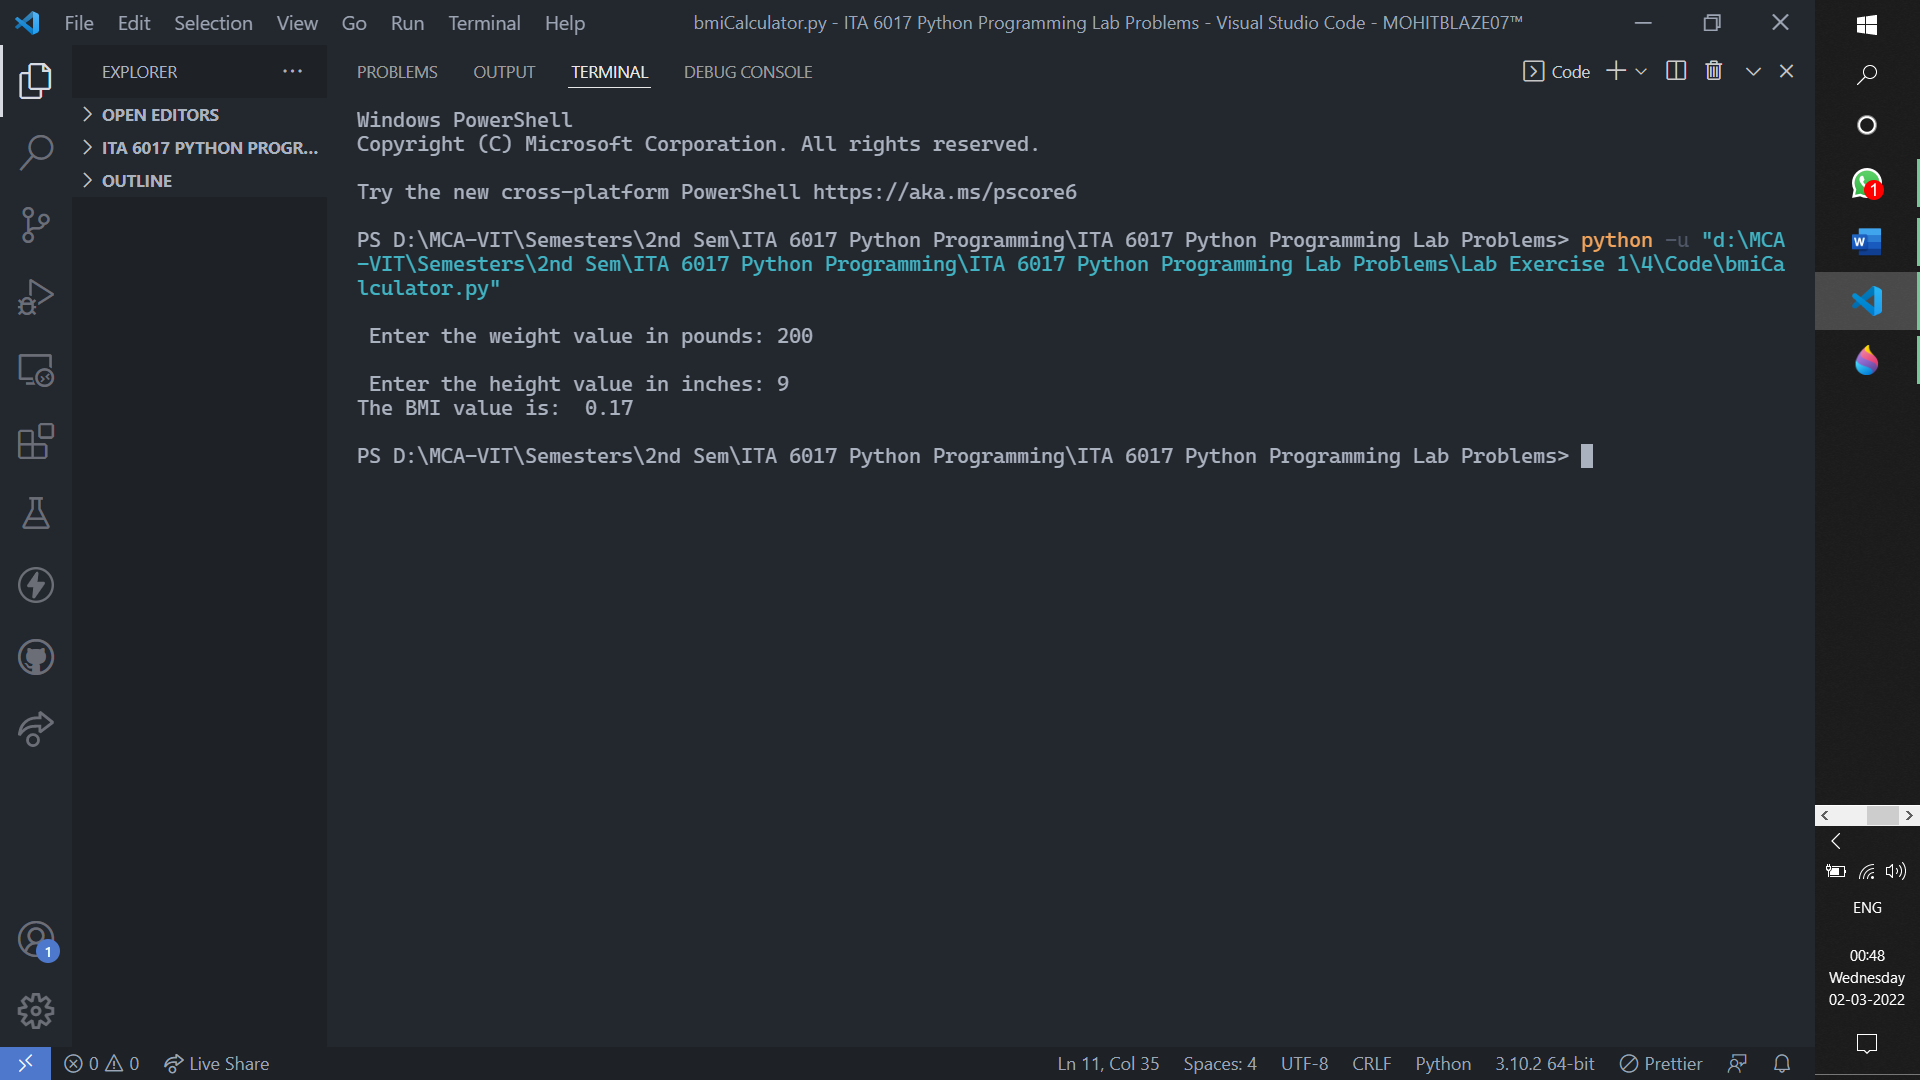 File Edit Selection View Go Run Terminal Help
bmiCalculator.py - ITA 6017 Python Programming Lab Problems - Visual Studio Code - MOHITBLAZE07™
EXPLORER
OPEN EDITORS
ITA 6017 PYTHON PROGR...
OUTLINE
PROBLEMS OUTPUT TERMINAL DEBUG CONSOLE
Code
Windows PowerShell
Copyright (C) Microsoft Corporation. All rights reserved.
Try the new cross-platform PowerShell https://aka.ms/pscore6
PS D:\MCA-VIT\Semesters\2nd Sem\ITA 6017 Python Programming\ITA 6017 Python Programming Lab Problems> python -u "d:\MCA
-VIT\Semesters\2nd Sem\ITA 6017 Python Programming\ITA 6017 Python Programming Lab Problems\Lab Exercise 1\4\Code\bmiCa
lculator.py"
Enter the weight value in pounds: 200
Enter the height value in inches: 9
The BMI value is:  0.17
PS D:\MCA-VIT\Semesters\2nd Sem\ITA 6017 Python Programming\ITA 6017 Python Programming Lab Problems>
1
0 0 Live Share
Ln 11, Col 35 Spaces: 4 UTF-8 CRLF Python 3.10.2 64-bit Prettier
1
W
ENG
00:48
Wednesday
02-03-2022